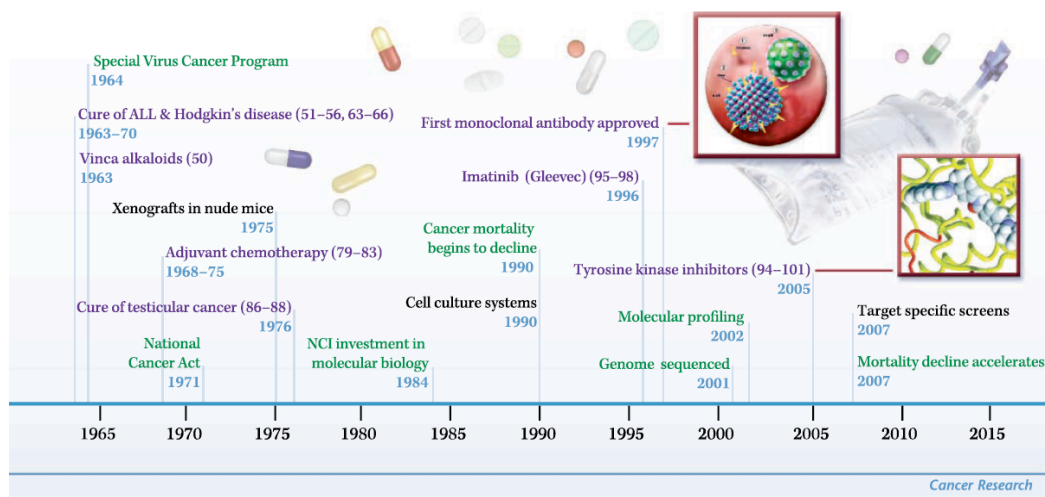 Special Virus Cancer Program
1964
Cure of ALL & Hodgkin's disease (51–56, 63–66)
1963–70
Vinca alkaloids (50)
1963
Xenografts in nude mice
1975
Adjuvant chemotherapy (79–83)
1968–75
Cure of testicular cancer (86–88)
1976
National
Cancer Act
1971
NCI investment in
molecular biology
1984
First monoclonal antibody approved
1997
Imatinib (Gleevec) (95–98)
1996
Cancer mortality
begins to decline
1990
Tyrosine kinase inhibitors (94–101)
2005
Cell culture systems
1990
Molecular profiling
2002
Target specific screens
2007
Genome sequenced
2001
Mortality decline accelerates
2007
1965 1970 1975 1980 1985 1990 1995 2000 2005 2010 2015
Cancer Research